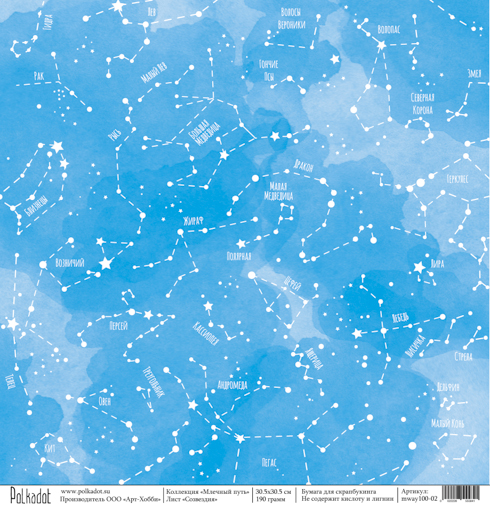 ГИДРА
ЛЕВ
ВОЛОСЫ
ВЕРОНИКИ
ВОЛОПАС
РАК
МАЛЫЙ ЛЕВ
ГОНЧИЕ
ПСЫ
ЗМЕЯ
СЕВЕРНАЯ
КОРОНА
РЫСЬ
БОЛЬШАЯ
МЕДВЕДИЦА
ДРАКОН
ГЕРКУЛЕС
БЛИЗНЕЦЫ
МАЛАЯ
МЕДВЕДИЦА
ЖИРАФ
ПОЛЯРНАЯ
ВОЗНИЧИЙ
ЛИРА
ЦЕФЕЙ
ПЕРСЕЙ
КАССИОПЕЯ
ЛЕБЕДЬ
ЛИСИЧКА
СТРЕЛА
ЯЩЕРИЦА
ТЕЛЕЦ
ТРЕУГОЛЬНИК
АНДРОМЕДА
ОВЕН
ДЕЛЬФИН
МАЛЫЙ КОНЬ
КИТ
ПЕГАС
Polkadot
www.polkadot.su
Производитель ООО «Арт-Хобби»
Коллекция «Млечный путь»
Лист «Созвездия»
30.5х30.5 см
190 грамм
Бумага для скрапбукинга
Не содержит кислоту и лигнин
Артикул:
mway100-02